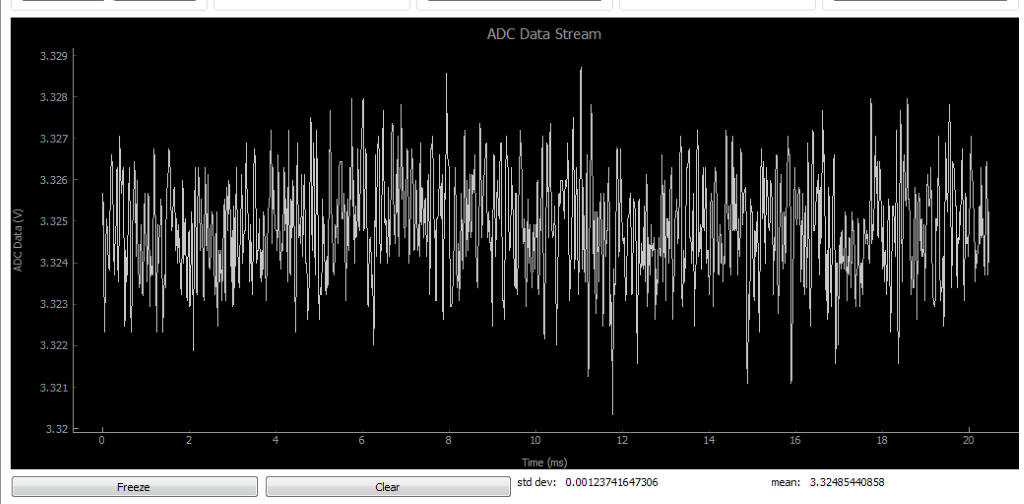 ADC Data Stream
3.329
3.328
3.327
3.326
3.325
3.324
3.323
3.322
3.321
3.32
ADC Data (V)
0 2 4 6 8 10 12 14 16 18 20
Time (ms)
Freeze Clear std dev: 0.00123741647306 mean: 3.32485440858